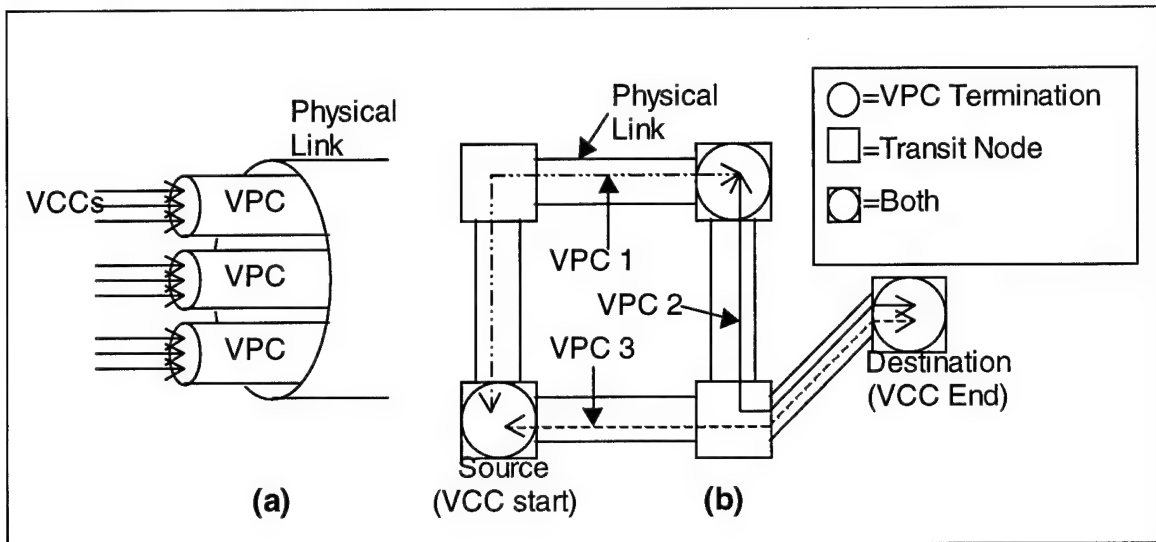 Physical
Link
VCCs
VPC
VPC
VPC
(a)
Physical
Link
VPC 1
VPC 2
VPC 3
Source
(VCC start)
Destination
(VCC End)
(b)
=VPC Termination
=Transit Node
=Both